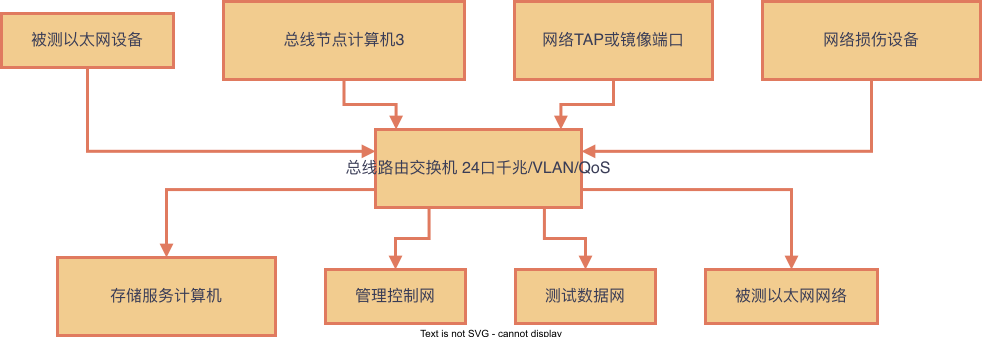 被测以太网设备
总线节点计算机3
网络TAP或镜像端口
网络损伤设备
总线路由交换机 24口千兆/VLAN/QoS
存储服务计算机
管理控制网
测试数据网
被测以太网网络
Text is not SVG - cannot display